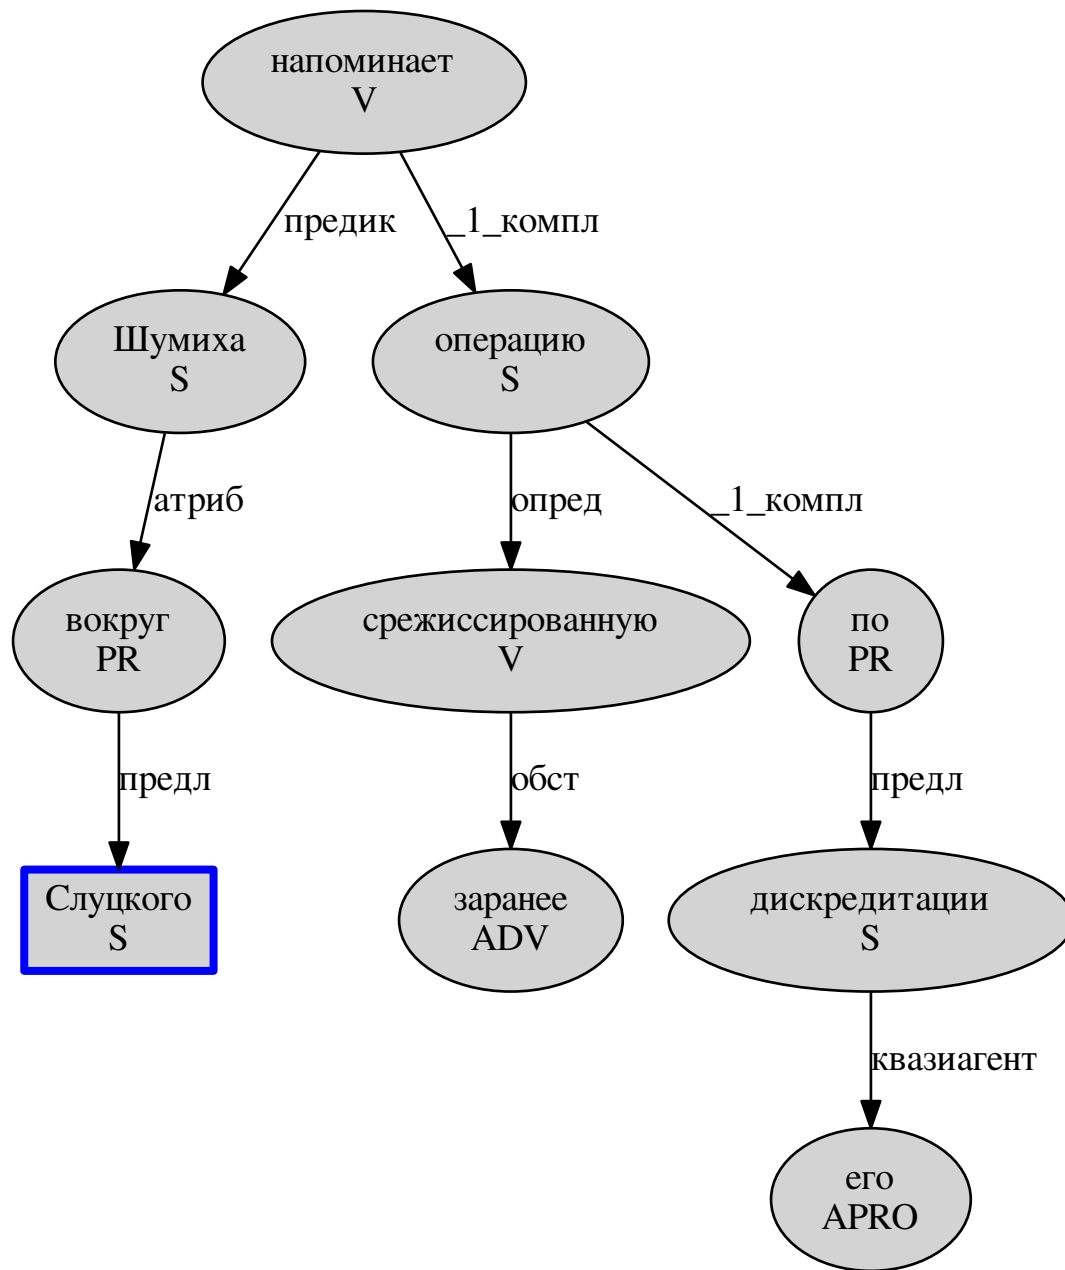 напоминает
V
предик
_1_компл
Шумиха
S
операцию
S
атриб
опред
_1_компл
вокруг
PR
срежиссированную
V
по
PR
предл
обст
предл
Слуцкого
S
заранее
ADV
дискредитации
S
квазиагент
его
APRO